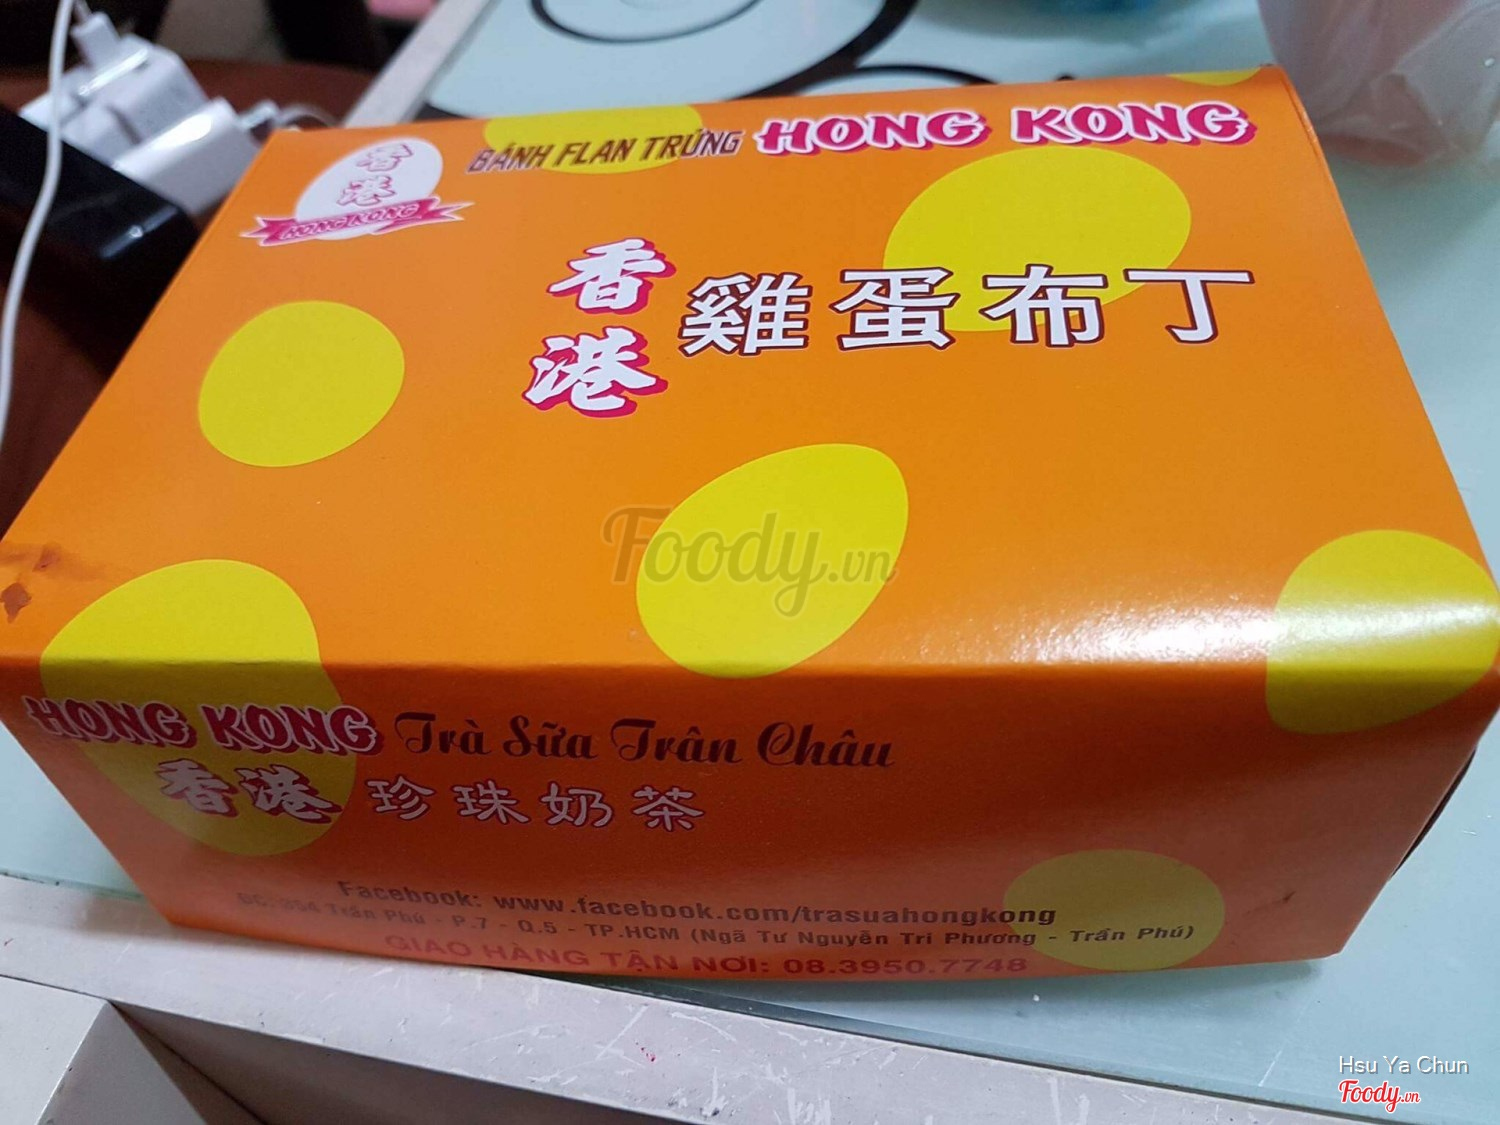 香港
HONG KONG
BÁNH FLAN TRỨNG HONG KONG
香港 雞蛋布丁
Foody.vn
HONG KONG Trà Sữa Trân Châu
香港 珍珠奶茶
Facebook: www.facebook.com/trasuahongkong
ĐC: 354 Trần Phú - P.7 - Q.5 - TP.HCM (Ngã Tư Nguyễn Tri Phương - Trần Phú)
GIAO HÀNG TẬN NƠI: 08.3950.7748
Hsu Ya Chun
Foody.vn